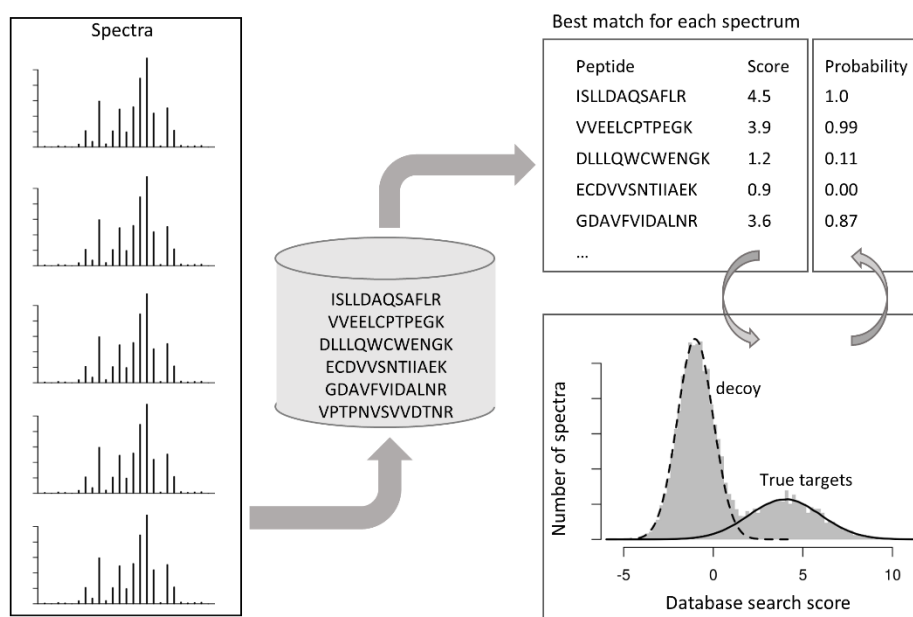 Spectra
Best match for each spectrum
Peptide Score Probability
ISLLDAQSAFLR 4.5 1.0
VVEELCPTPEGK 3.9 0.99
DLLLQWCWENGK 1.2 0.11
ECDVVSNTIIAEK 0.9 0.00
GDAVFVIDALNR 3.6 0.87
...
ISLLDAQSAFLR
VVEELCPTPEGK
DLLLQWCWENGK
ECDVVSNTIIAEK
GDAVFVIDALNR
VPTPNVSVVDTNR
decoy
True targets
Number of spectra
-5 0 5 10
Database search score